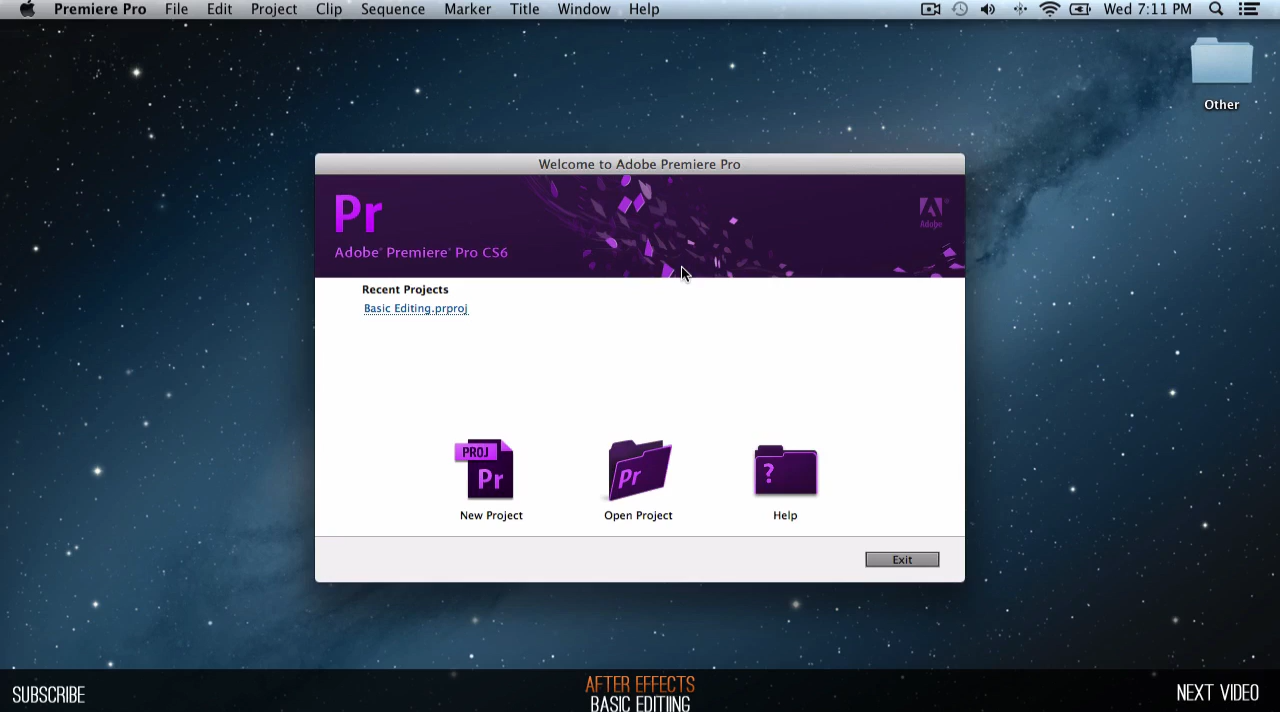 Premiere Pro File Edit Project Clip Sequence Marker Title Window Help Wed 7:11 PM
Other
Welcome to Adobe Premiere Pro
Pr
Adobe
Adobe® Premiere® Pro CS6
Recent Projects
Basic Editing.prproj
PROJ
Pr
Pr
?
New Project Open Project Help
Exit
AFTER EFFECTS
SUBSCRIBE BASIC EDITIING NEXT VIDEO